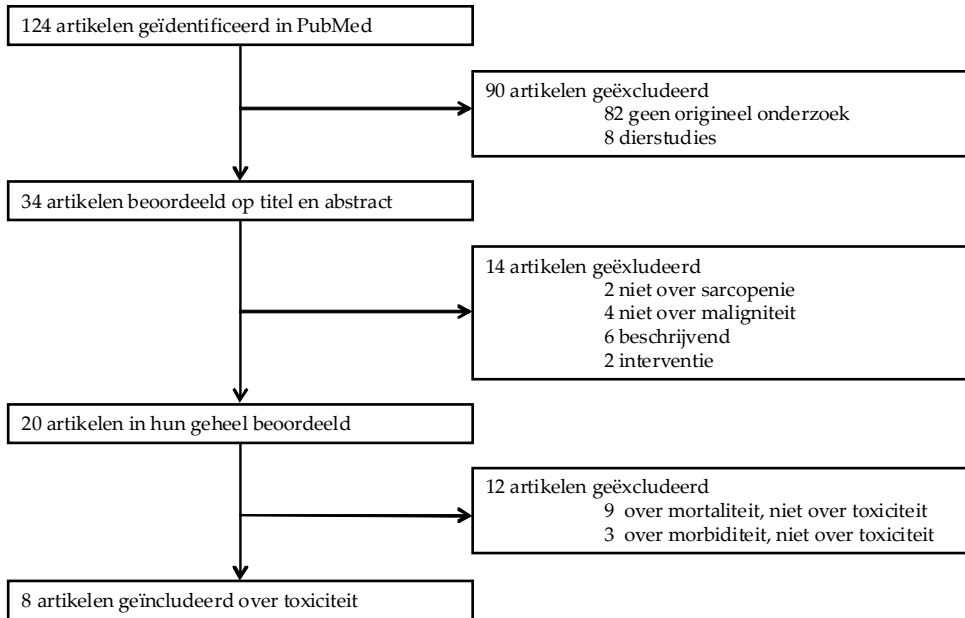 124 artikelen geïdentificeerd in PubMed
90 artikelen geëxcludeerd
82 geen origineel onderzoek
8 dierstudies
34 artikelen beoordeeld op titel en abstract
14 artikelen geëxludeerd
2 niet over sarcopenie
4 niet over maligniteit
6 beschrijvend
2 interventie
20 artikelen in hun geheel beoordeeld
12 artikelen geëxcludeerd
9 over mortaliteit, niet over toxiciteit
3 over morbiditeit, niet over toxiciteit
8 artikelen geïncludeerd over toxiciteit